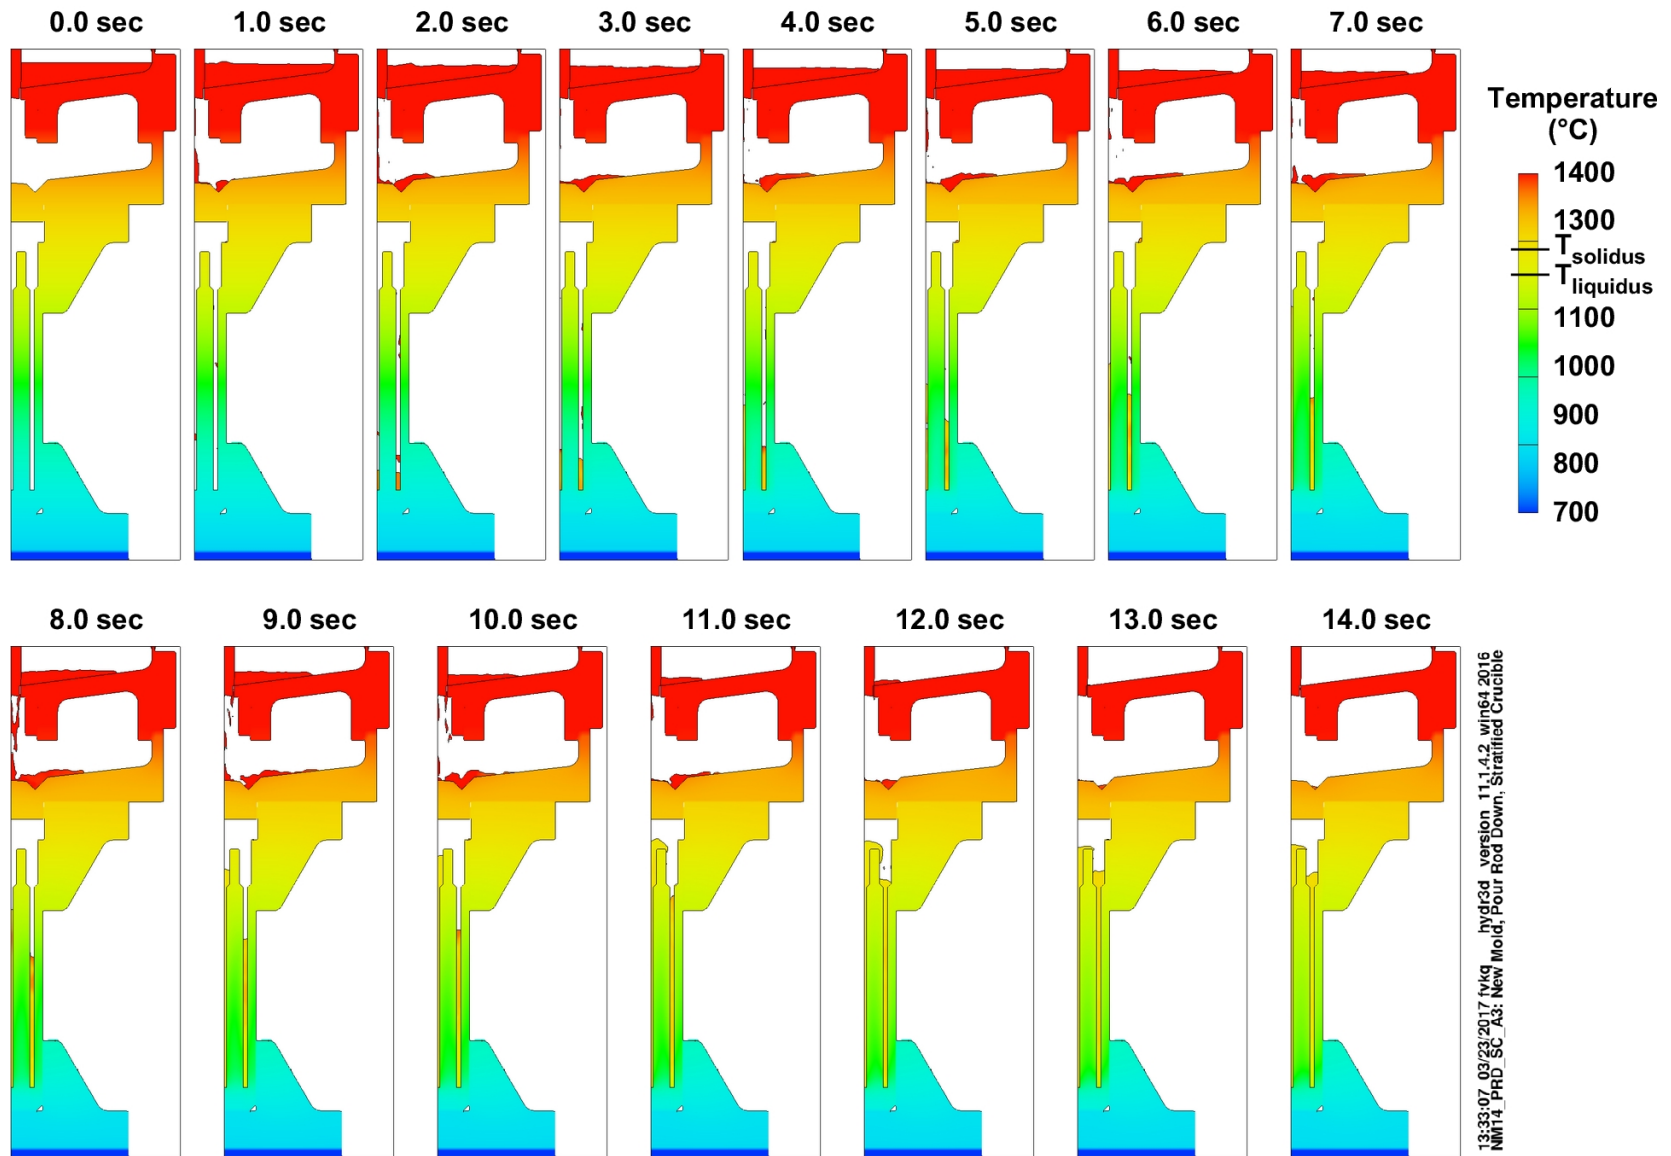 0.0 sec 1.0 sec 2.0 sec 3.0 sec 4.0 sec 5.0 sec 6.0 sec 7.0 sec
Temperature
(°C)
1400
1300
Tsolidus
Tliquidus
1100
1000
900
800
700
8.0 sec 9.0 sec 10.0 sec 11.0 sec 12.0 sec 13.0 sec 14.0 sec
13:33:07 03/23/2017 fvkq hydr3d version 11.1.4.2 win64 2016
NM14_PRD_SC_A3: New Mold, Pour Rod Down, Stratified Crucible